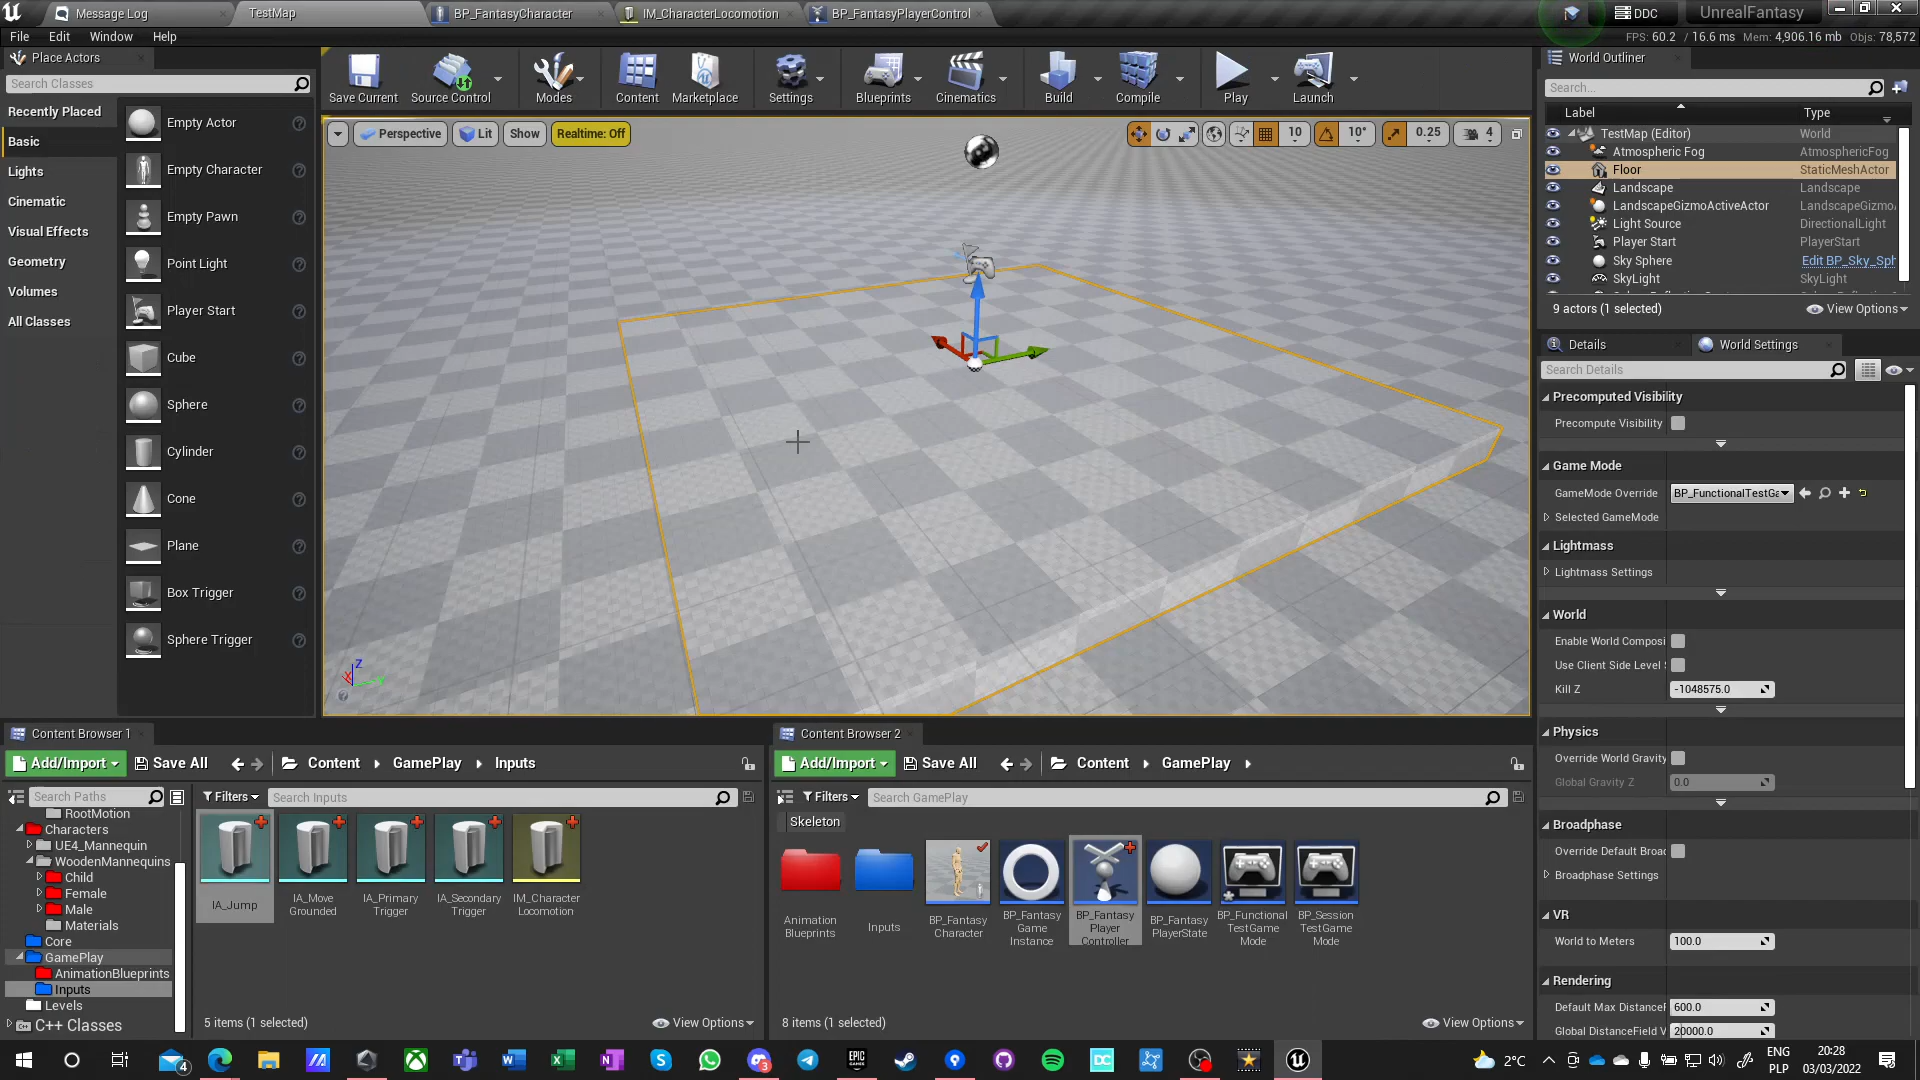 Message Log
TestMap
BP_FantasyCharacter
IM_CharacterLocomotion
BP_FantasyPlayerControl
DDC
UnrealFantasy
File
Edit
Window
Help
FPS: 60.2 / 16.6 ms Mem: 4,906.16 mb Objs: 78,572
Place Actors
Search Classes
Recently Placed
Basic
Lights
Cinematic
Visual Effects
Geometry
Volumes
All Classes
Empty Actor
Empty Character
Empty Pawn
Point Light
Player Start
Cube
Sphere
Cylinder
Cone
Plane
Box Trigger
Sphere Trigger
Save Current
Source Control
Modes
Content
Marketplace
Settings
Blueprints
Cinematics
Build
Compile
Play
Launch
Perspective
Lit
Show
Realtime: Off
10
10°
0.25
4
Z
X
World Outliner
Search...
Label
Type
TestMap (Editor)
World
Atmospheric Fog
AtmosphericFog
Floor
StaticMeshActor
Landscape
Landscape
LandscapeGizmoActiveActor
LandscapeGizmo
Light Source
DirectionalLight
Player Start
PlayerStart
Sky Sphere
Edit BP_Sky_Sph
SkyLight
SkyLight
9 actors (1 selected)
View Options
Details
World Settings
Search Details
Precomputed Visibility
Precompute Visibility
Game Mode
GameMode Override
BP_FunctionalTestGa
Selected GameMode
Lightmass
Lightmass Settings
World
Enable World Composi
Use Client Side Level
Kill Z
-1048575.0
Physics
Override World Gravity
Global Gravity Z
0.0
Broadphase
Override Default Broad
Broadphase Settings
VR
World to Meters
100.0
Rendering
Default Max DistanceF
600.0
Global DistanceField V
20000.0
Content Browser 1
Add/Import
Save All
Content
GamePlay
Inputs
Search Paths
Filters
Search Inputs
RootMotion
Characters
UE4_Mannequin
WoodenMannequins
Child
Female
Male
Materials
Core
GamePlay
AnimationBlueprints
Inputs
Levels
C++ Classes
IA_Jump
IA_Move
Grounded
IA_Primary
Trigger
IA_Secondary
Trigger
IM_Character
Locomotion
5 items (1 selected)
View Options
Content Browser 2
Add/Import
Save All
Content
GamePlay
Filters
Search GamePlay
Skeleton
Animation
Blueprints
Inputs
BP_Fantasy
Character
BP_Fantasy
Game
Instance
BP_Fantasy
Player
Controller
BP_Fantasy
PlayerState
BP_Functional
TestGame
Mode
BP_Session
TestGame
Mode
8 items (1 selected)
View Options
4
3
EPIC
GAMES
DC
2°C
ENG
PLP
20:28
03/03/2022